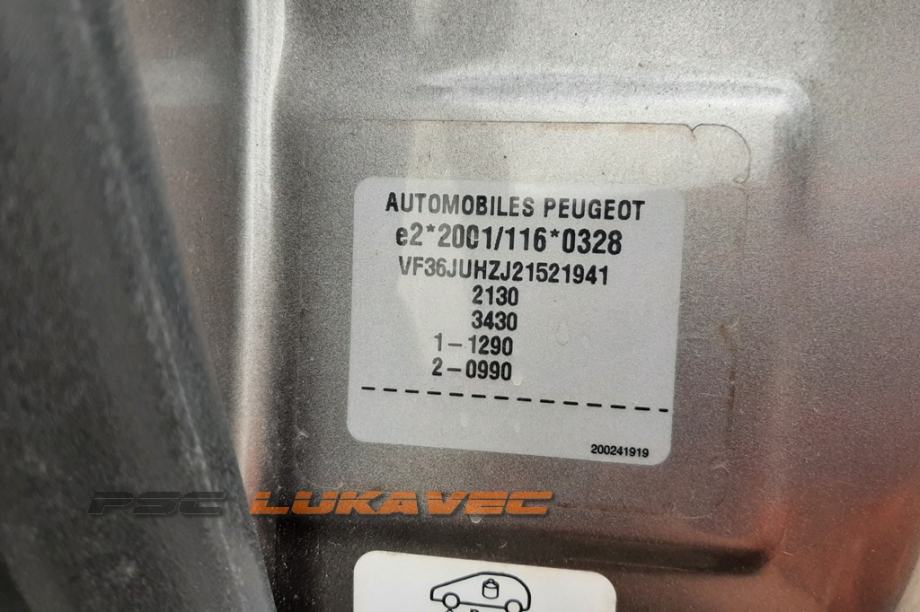 AUTOMOBILES PEUGEOT
e2*2001/116*0328
VF36JUHZJ21521941
2130
3430
1-1290
2-0990
200241919
PSC LUKAVEC